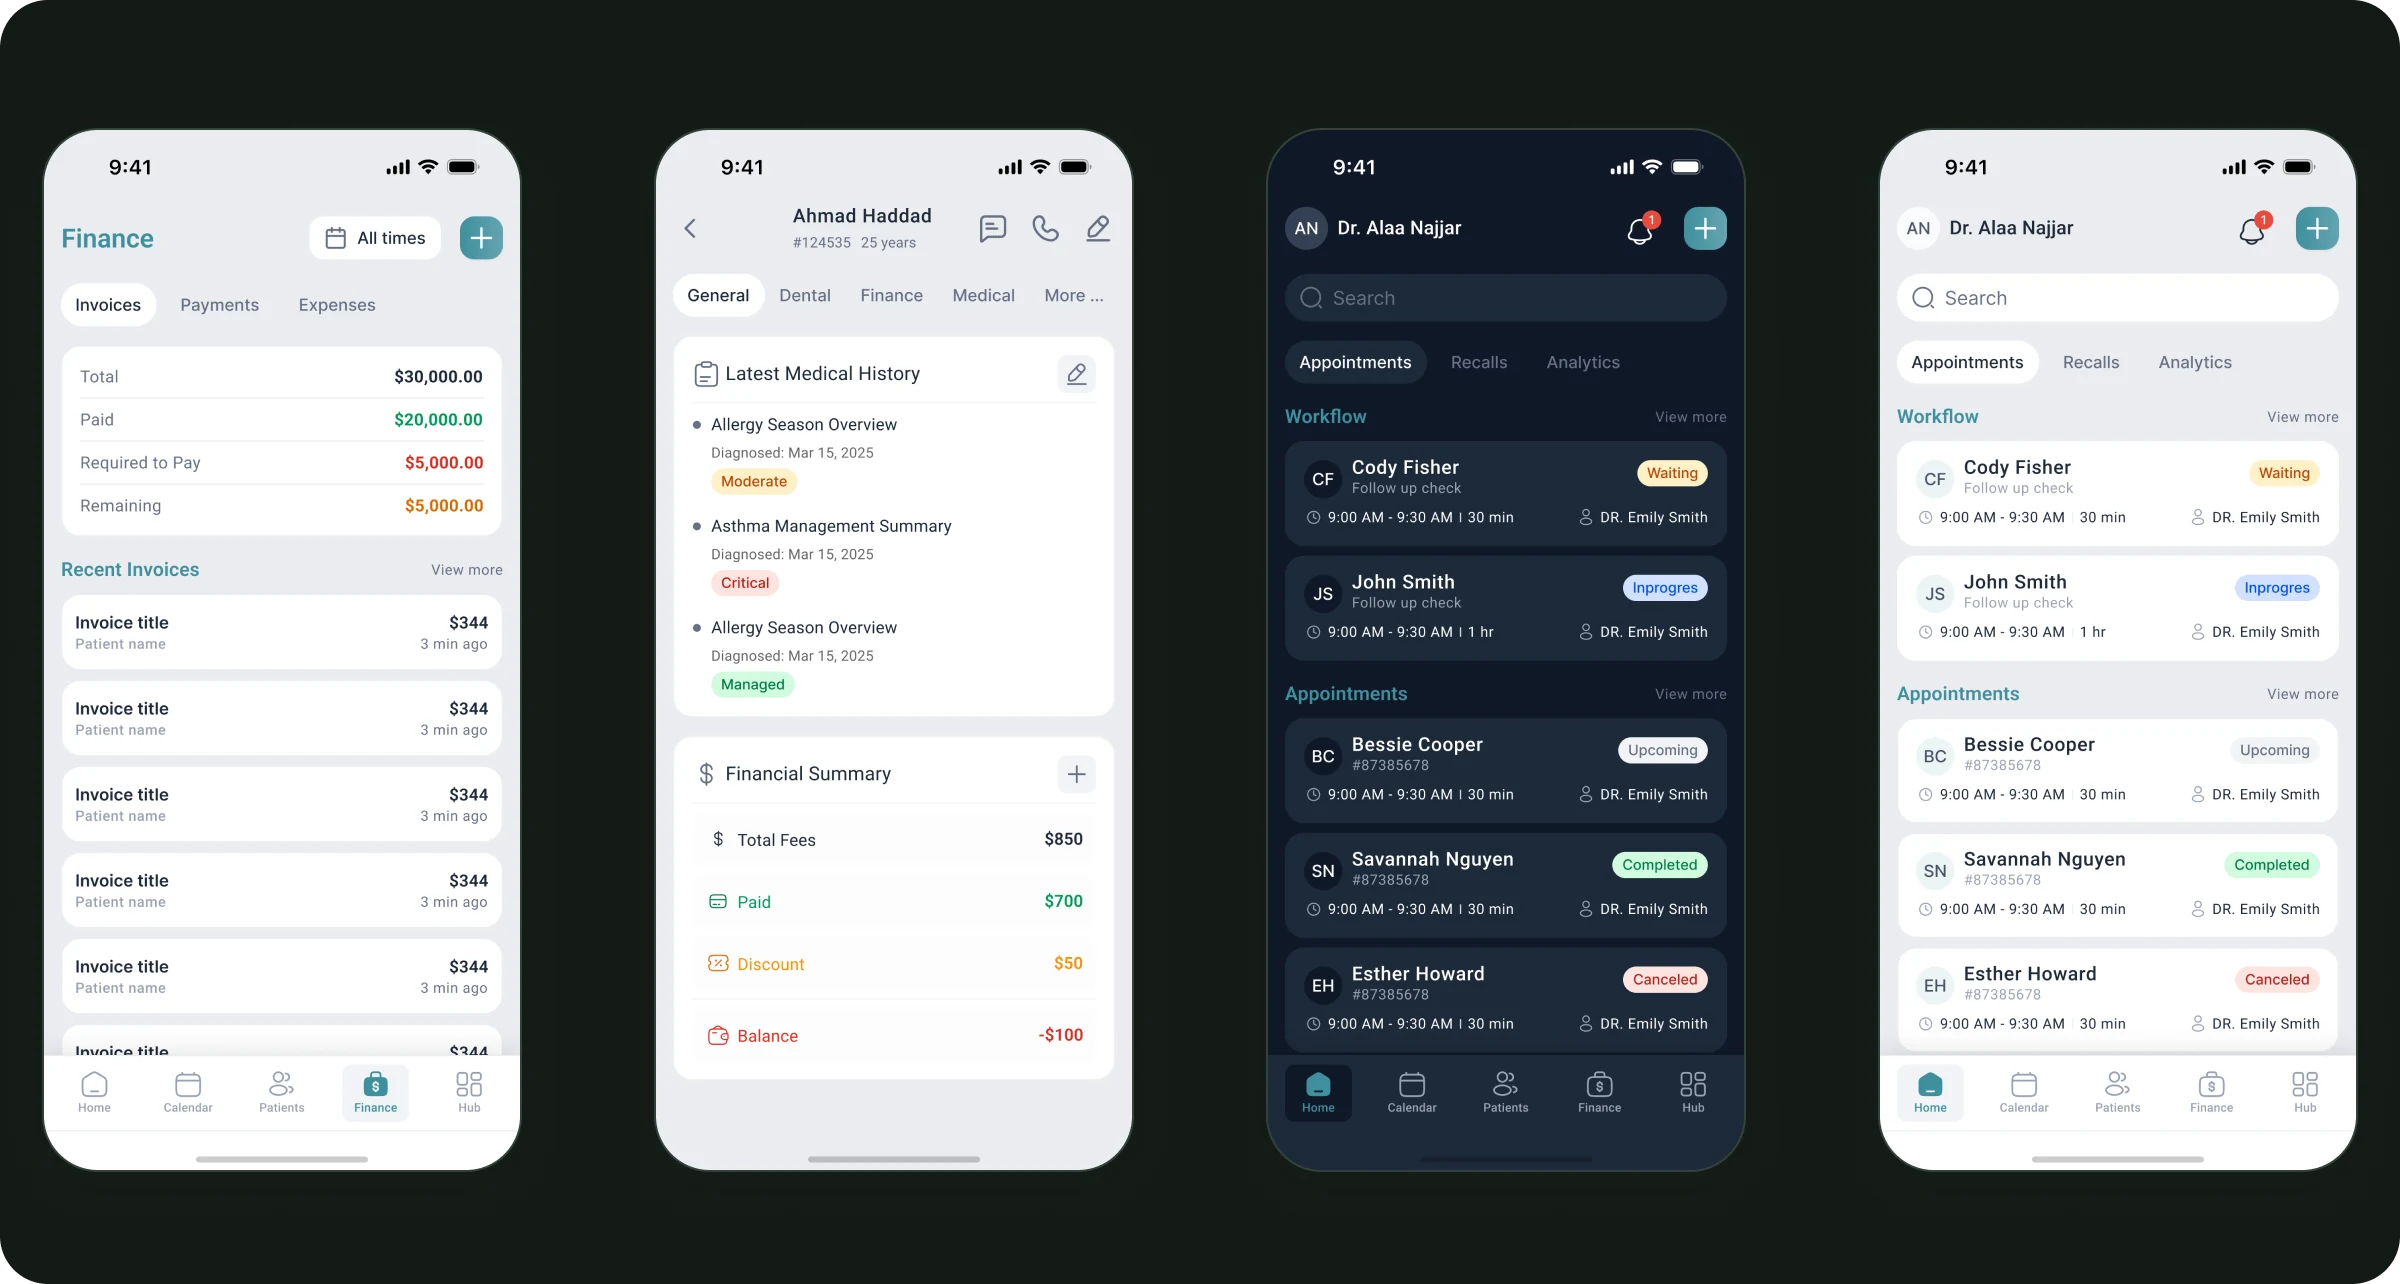 9:41
Finance
All times
Invoices Payments Expenses
Total $30,000.00
Paid $20,000.00
Required to Pay $5,000.00
Remaining $5,000.00
Recent Invoices View more
Invoice title $344
Patient name 3 min ago
Invoice title $344
Patient name 3 min ago
Invoice title $344
Patient name 3 min ago
Invoice title $344
Patient name 3 min ago
Invoice title $344
Patient name 3 min ago
Invoice title $344
Home Calendar Patients Finance Hub
9:41
Ahmad Haddad
#124535 25 years
General Dental Finance Medical More ...
Latest Medical History
Allergy Season Overview
Diagnosed: Mar 15, 2025
Moderate
Asthma Management Summary
Diagnosed: Mar 15, 2025
Critical
Allergy Season Overview
Diagnosed: Mar 15, 2025
Managed
$ Financial Summary
$ Total Fees $850
Paid $700
Discount $50
Balance -$100
9:41
AN Dr. Alaa Najjar 1
Search
Appointments Recalls Analytics
Workflow View more
CF Cody Fisher Waiting
Follow up check
9:00 AM - 9:30 AM | 30 min DR. Emily Smith
JS John Smith Inprogres
Follow up check
9:00 AM - 9:30 AM | 1 hr DR. Emily Smith
Appointments View more
BC Bessie Cooper Upcoming
#87385678
9:00 AM - 9:30 AM | 30 min DR. Emily Smith
SN Savannah Nguyen Completed
#87385678
9:00 AM - 9:30 AM | 30 min DR. Emily Smith
EH Esther Howard Canceled
#87385678
9:00 AM - 9:30 AM | 30 min DR. Emily Smith
Home Calendar Patients Finance Hub
9:41
AN Dr. Alaa Najjar 1
Search
Appointments Recalls Analytics
Workflow View more
CF Cody Fisher Waiting
Follow up check
9:00 AM - 9:30 AM | 30 min DR. Emily Smith
JS John Smith Inprogres
Follow up check
9:00 AM - 9:30 AM | 1 hr DR. Emily Smith
Appointments View more
BC Bessie Cooper Upcoming
#87385678
9:00 AM - 9:30 AM | 30 min DR. Emily Smith
SN Savannah Nguyen Completed
#87385678
9:00 AM - 9:30 AM | 30 min DR. Emily Smith
EH Esther Howard Canceled
#87385678
9:00 AM - 9:30 AM | 30 min DR. Emily Smith
Home Calendar Patients Finance Hub